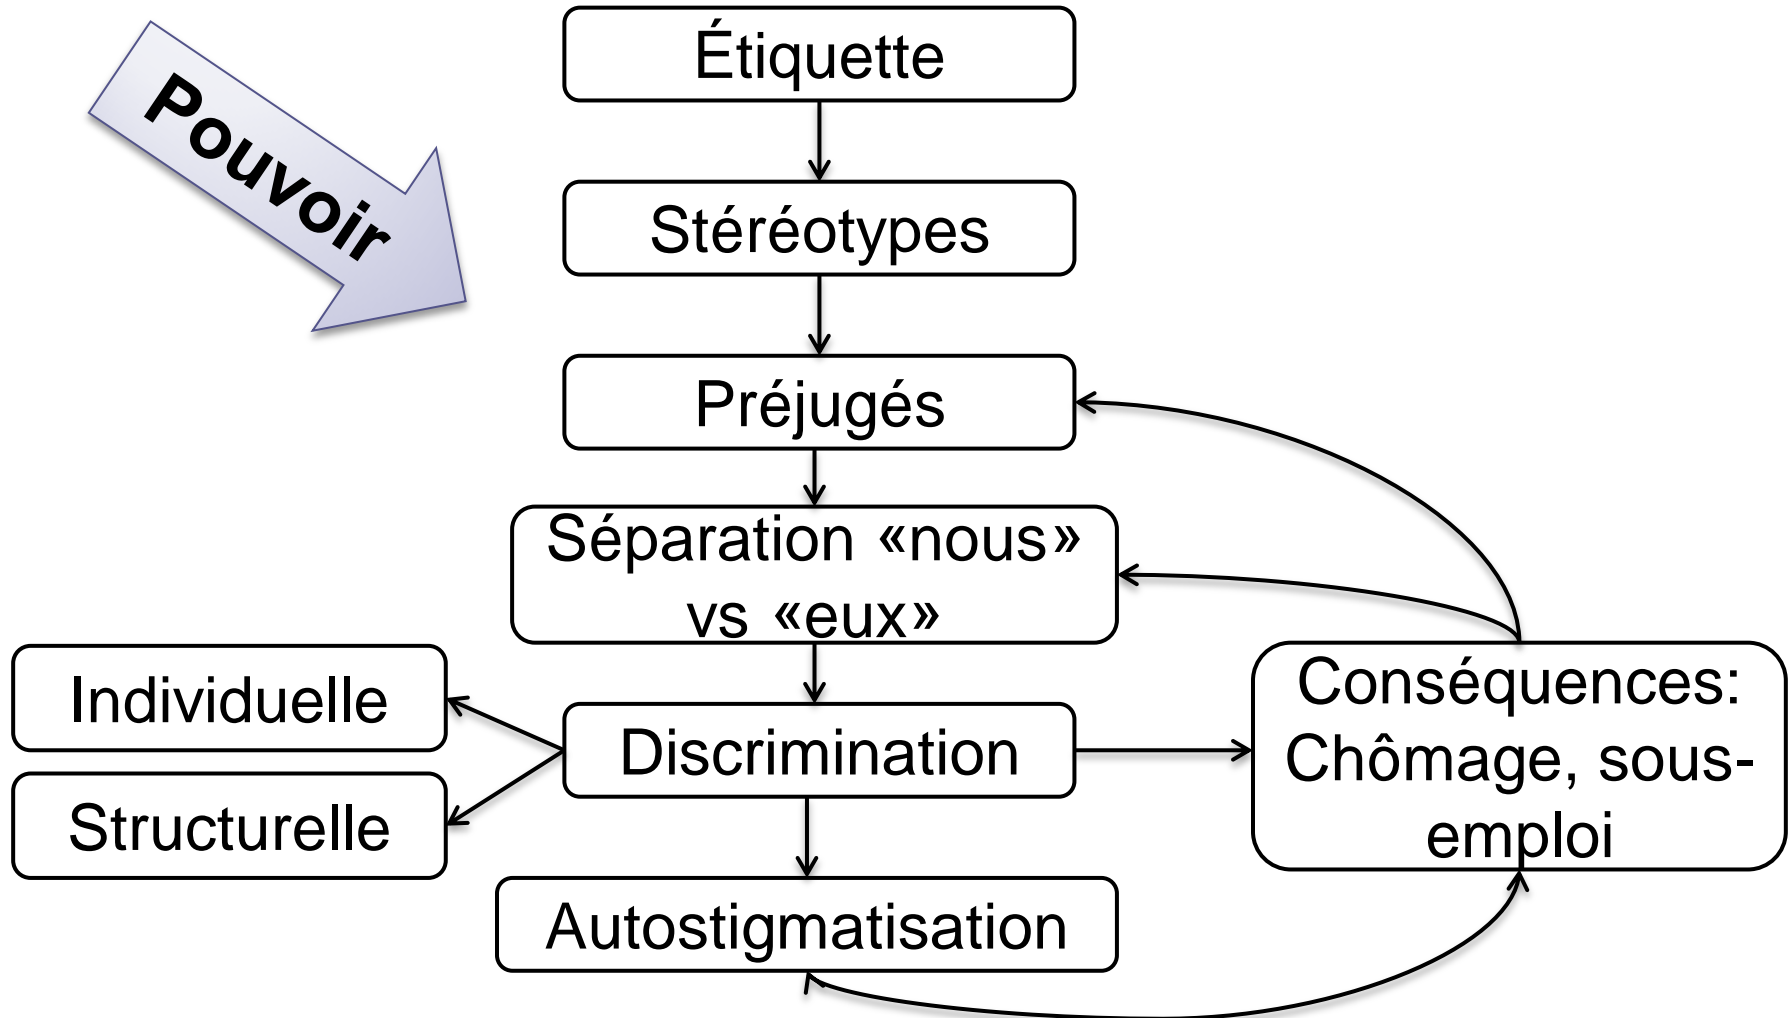 Pouvoir
Étiquette
Stéréotypes
Préjugés
Séparation «nous»
vs «eux»
Individuelle
Structurelle
Discrimination
Conséquences:
Chômage, sous-
emploi
Autostigmatisation